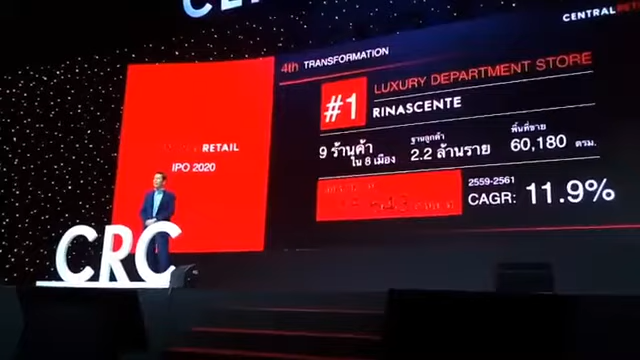 CENTRAL RETAIL
4th TRANSFORMATION
#1
LUXURY DEPARTMENT STORE
RINASCENTE
9 ร้านค้า
ใน 8 เมือง
ฐานลูกค้า
2.2 ล้านราย
พื้นที่ขาย
60,180 ตรม.
2559-2561
CAGR: 11.9%
RETAIL
IPO 2020
CRC